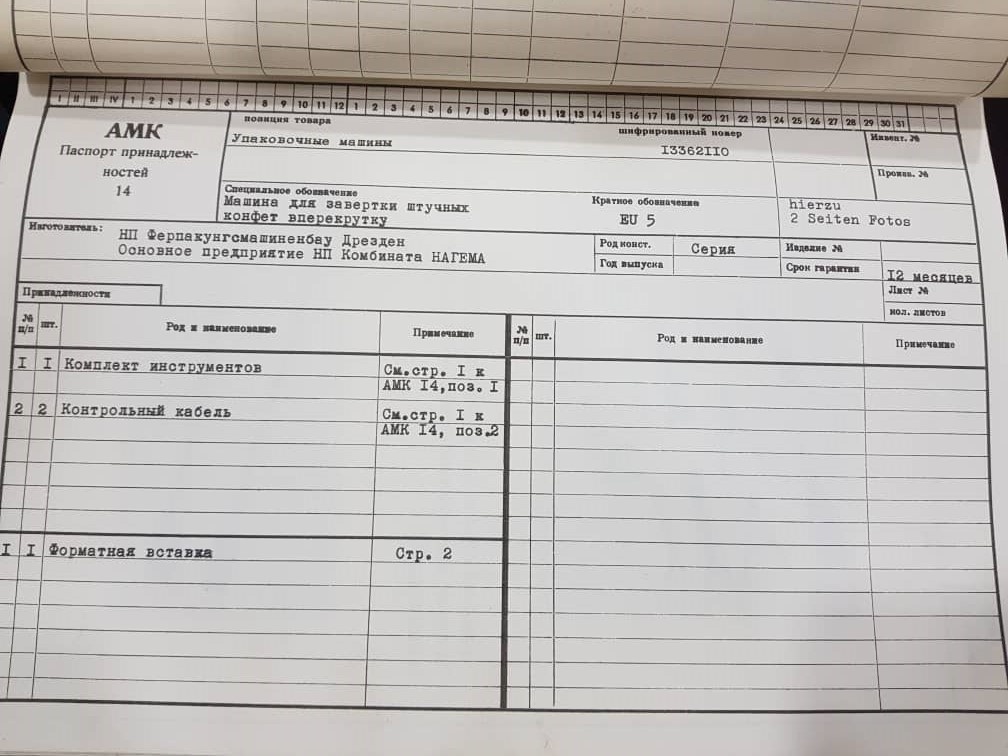 I II III IV 1 2 3 4 5 6 7 8 9 10 11 12 1 2 3 4 5 6 7 8 9 10 11 12 13 14 15 16 17 18 19 20 21 22 23 24 25 26 27 28 29 30 31
АМК
Паспорт принадлеж-
ностей
14
позиция товара
Упаковочные машины
шифрированный номер
I3362II0
Инвент. №
Произв. №
Специальное обозначение
Машина для завертки штучных
конфет вперекрутку
Краткое обозначение
EU 5
hierzu
2 Seiten Fotos
Изготовитель:
НП Ферпакунгсмашиненбау Дрезден
Основное предприятие НП Комбината НАГЕМА
Род конст.
Серия
Изделие №
Год выпуска
Срок гарантии
I2 месяцев
Лист №
кол. листов
Принадлежности
№ п/п шт. Род и наименование Примечание № п/п шт. Род и наименование Примечание
I I Комплект инструментов См.стр. I к
АМК I4,поз. I
2 2 Контрольный кабель См.стр. I к
АМК I4, поз.2
I I Форматная вставка Стр. 2